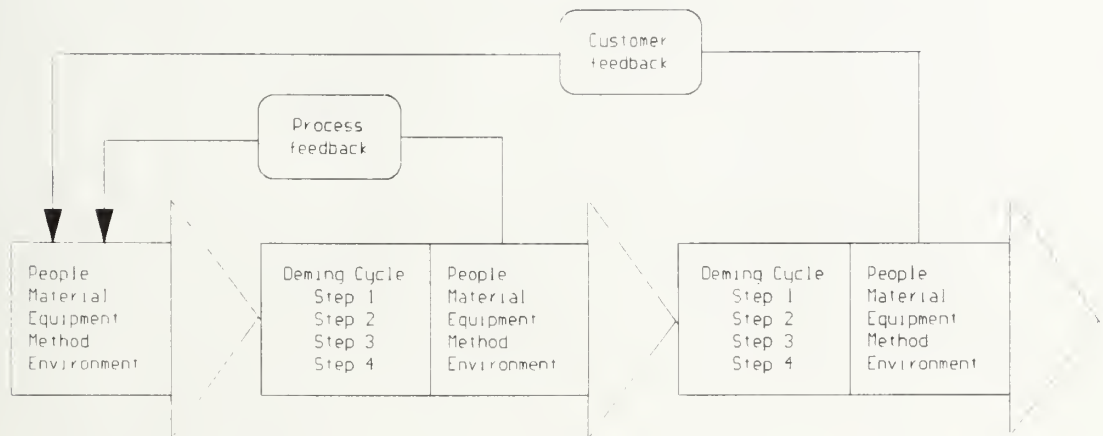 Customer
feedback
Process
feedback
People
Material
Equipment
Method
Environment
Deming Cycle
Step 1
Step 2
Step 3
Step 4
People
Material
Equipment
Method
Environment
Deming Cycle
Step 1
Step 2
Step 3
Step 4
People
Material
Equipment
Method
Environment